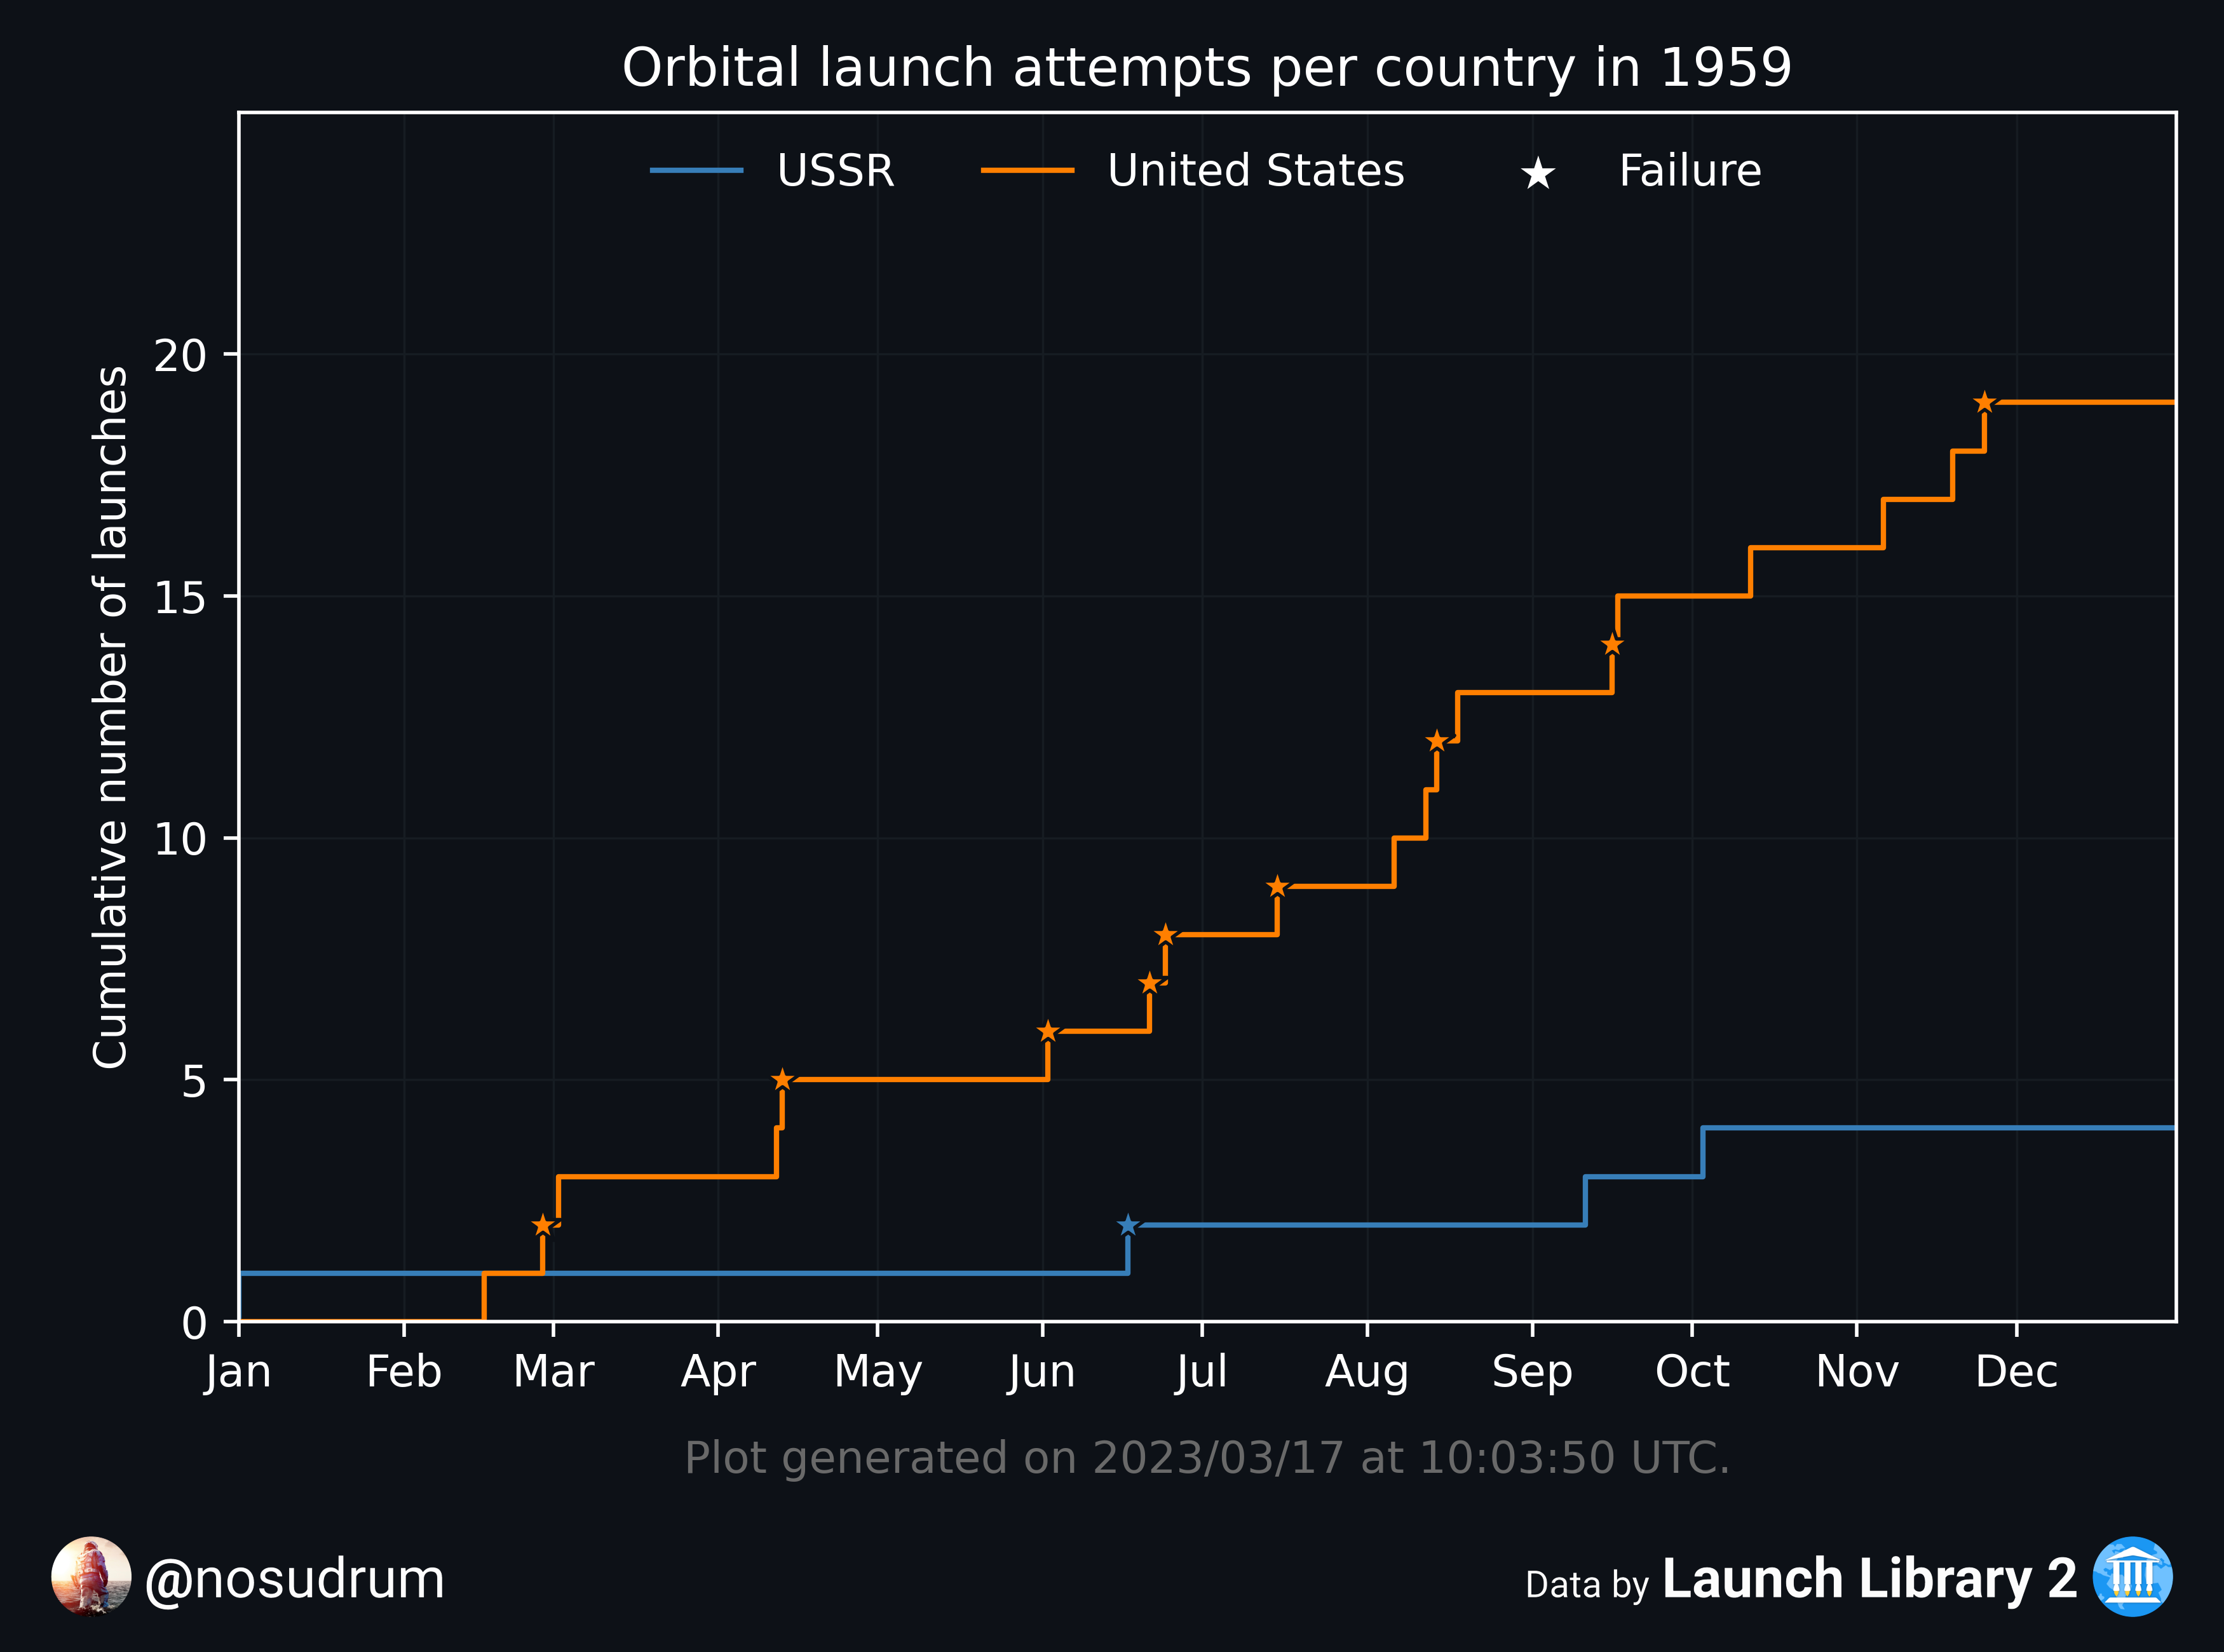 Orbital launch attempts per country in 1959
USSR United States Failure
Cumulative number of launches
20
15
10
5
0
Jan Feb Mar Apr May Jun Jul Aug Sep Oct Nov Dec
Plot generated on 2023/03/17 at 10:03:50 UTC.
@nosudrum
Data by Launch Library 2